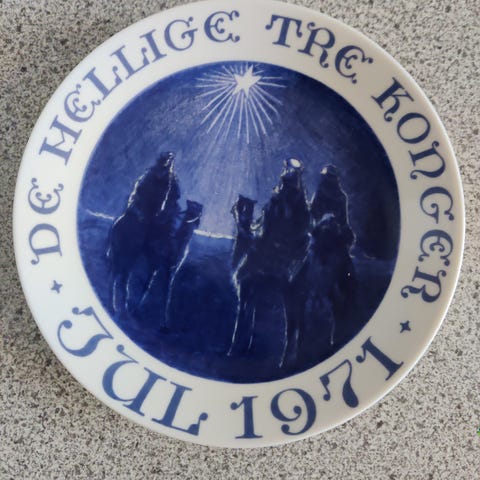 DE HELLIGE TRE KONGER
JUL 1971